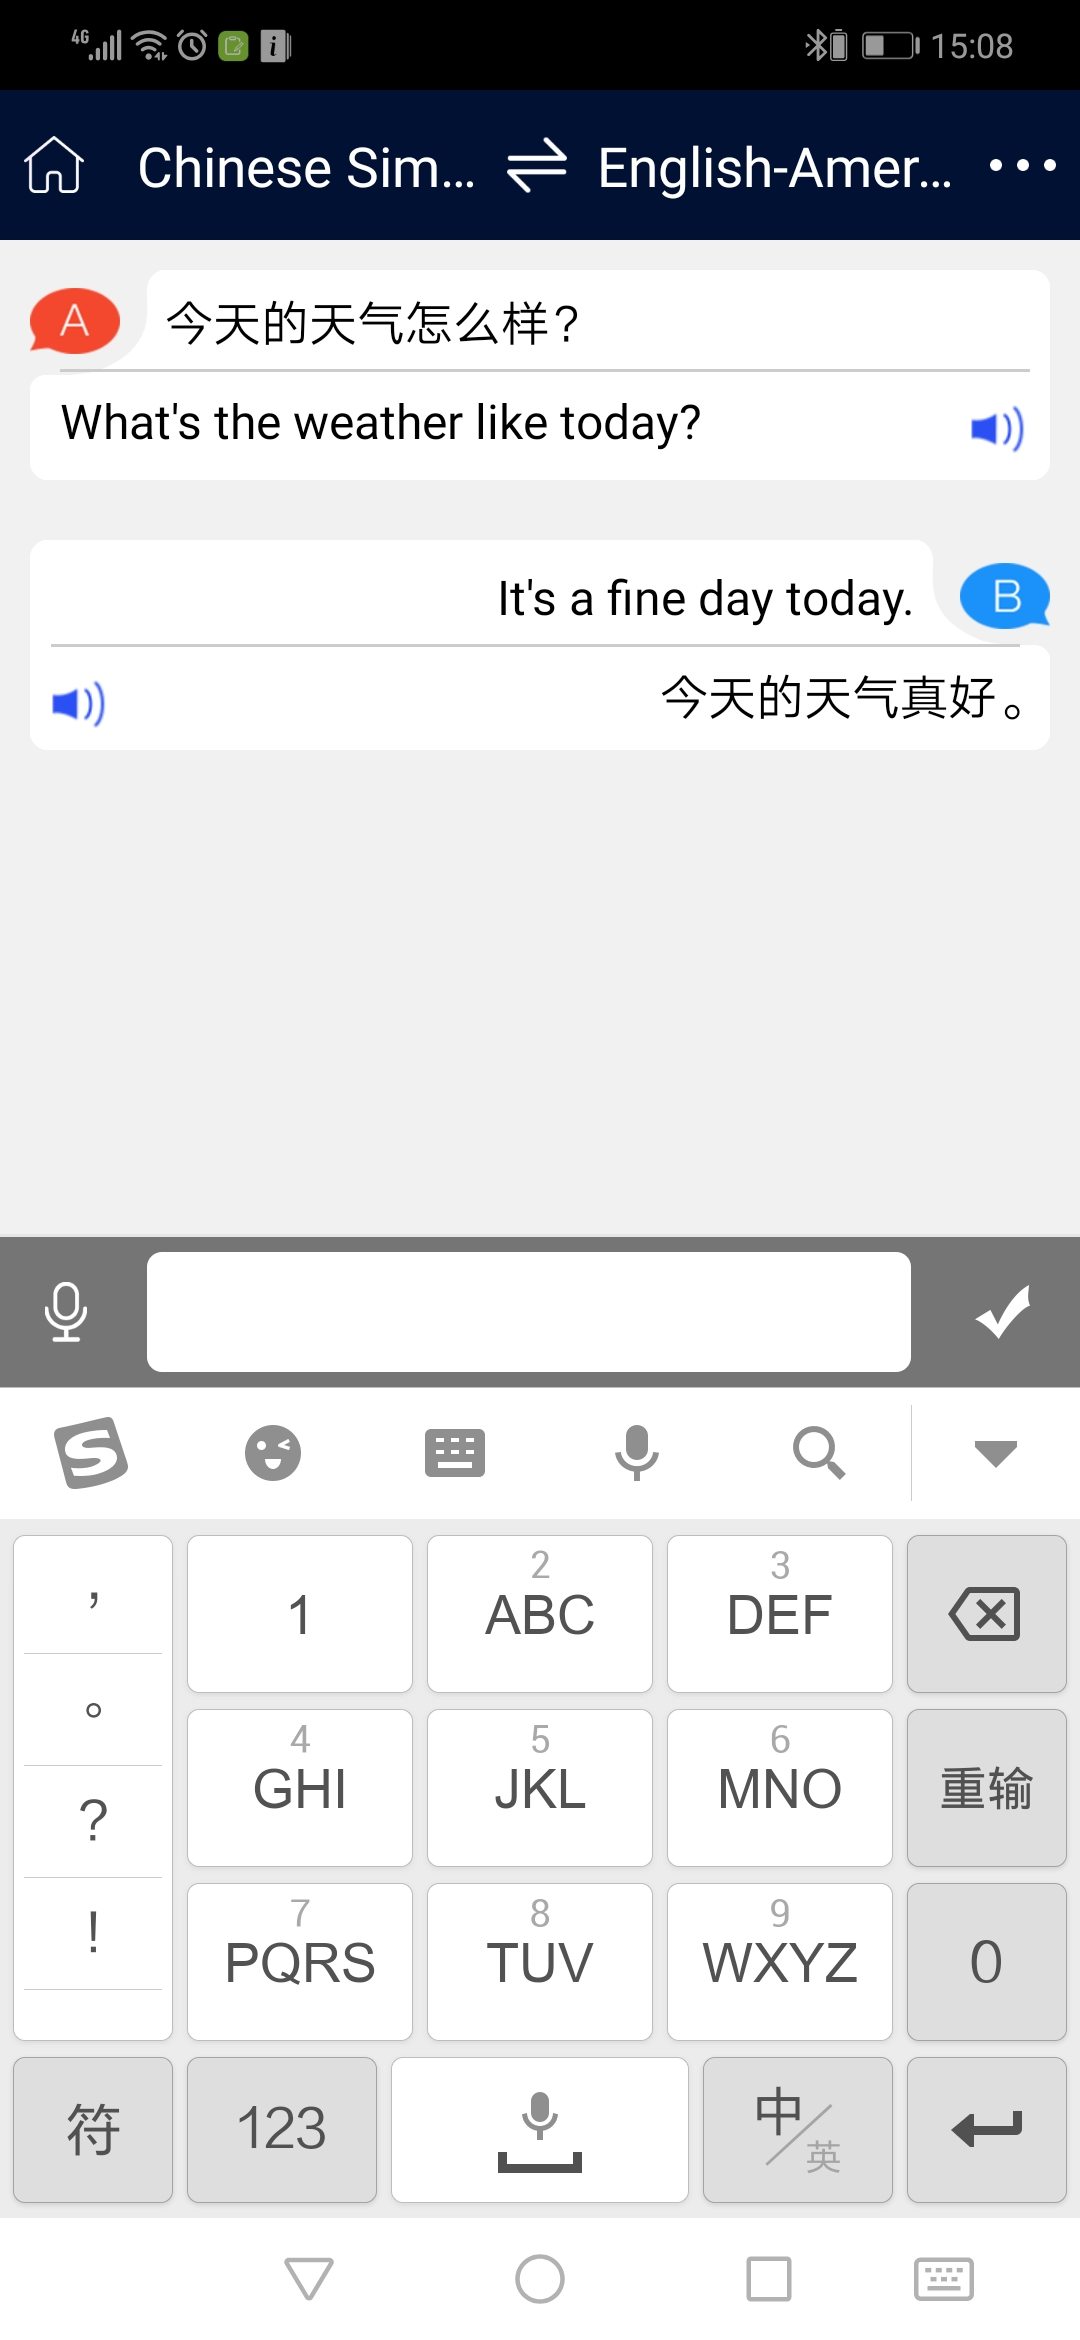 4G 15:08
Chinese Sim... English-Amer...
A 今天的天气怎么样?
What's the weather like today?
It's a fine day today. B
今天的天气真好。
, 1 2 ABC 3 DEF
。
? 4 GHI 5 JKL 6 MNO 重输
! 7 PQRS 8 TUV 9 WXYZ 0
符 123 中/英